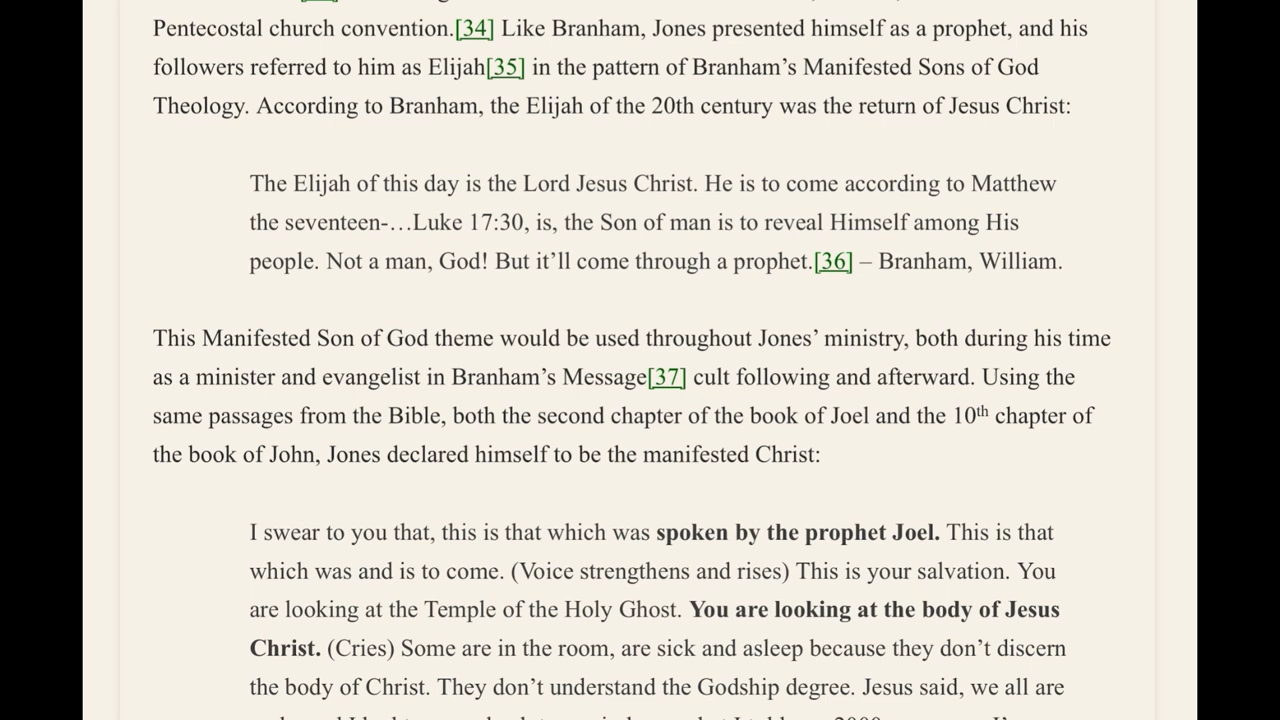 Pentecostal church convention.[34] Like Branham, Jones presented himself as a prophet, and his
followers referred to him as Elijah[35] in the pattern of Branham’s Manifested Sons of God
Theology. According to Branham, the Elijah of the 20th century was the return of Jesus Christ:
The Elijah of this day is the Lord Jesus Christ. He is to come according to Matthew
the seventeen-…Luke 17:30, is, the Son of man is to reveal Himself among His
people. Not a man, God! But it’ll come through a prophet.[36] – Branham, William.
This Manifested Son of God theme would be used throughout Jones’ ministry, both during his time
as a minister and evangelist in Branham’s Message[37] cult following and afterward. Using the
same passages from the Bible, both the second chapter of the book of Joel and the 10th chapter of
the book of John, Jones declared himself to be the manifested Christ:
I swear to you that, this is that which was spoken by the prophet Joel. This is that
which was and is to come. (Voice strengthens and rises) This is your salvation. You
are looking at the Temple of the Holy Ghost. You are looking at the body of Jesus
Christ. (Cries) Some are in the room, are sick and asleep because they don’t discern
the body of Christ. They don’t understand the Godship degree. Jesus said, we all are